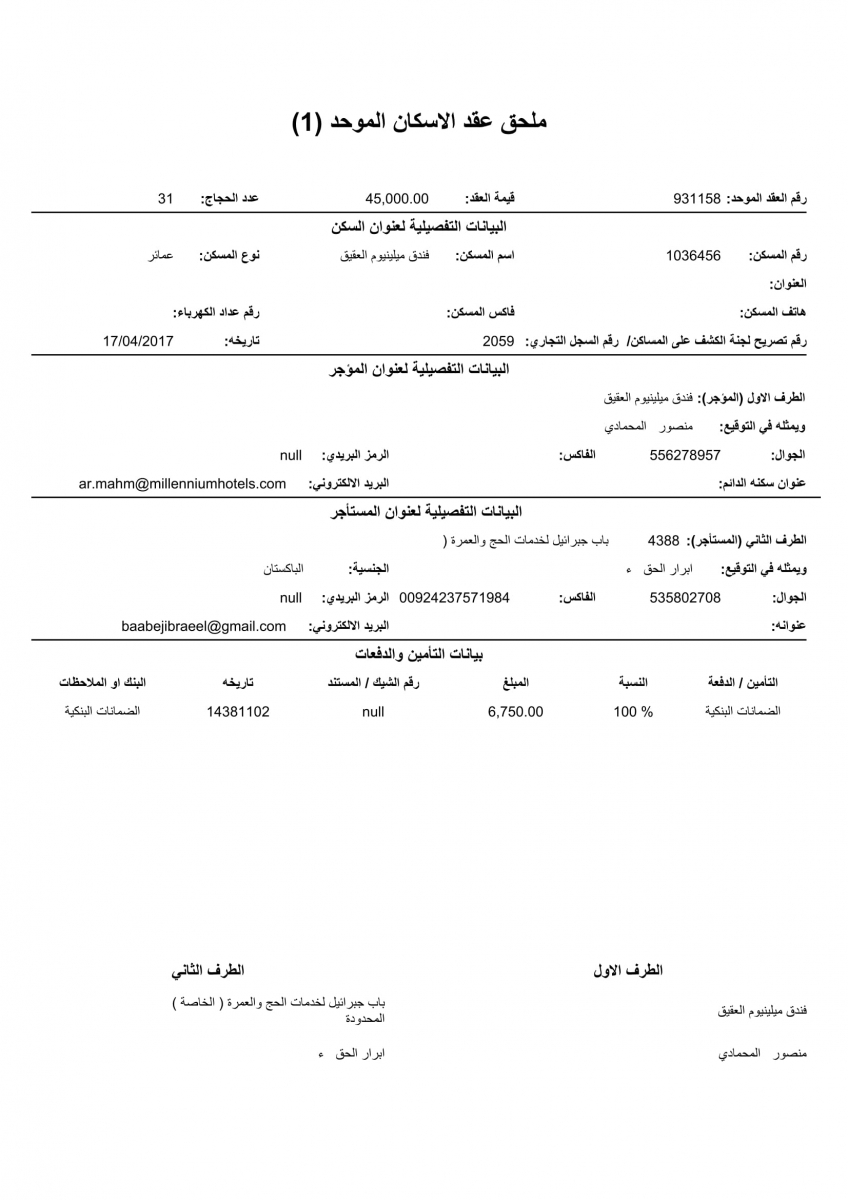 ملحق عقد الاسكان الموحد (1)
رقم العقد الموحد: 931158 قيمة العقد: 45,000.00 عدد الحجاج: 31
البيانات التفصيلية لعنوان السكن
رقم المسكن: 1036456 اسم المسكن: فندق ميلينيوم العقيق نوع المسكن: عمائر
العنوان:
هاتف المسكن: فاكس المسكن: رقم عداد الكهرباء:
رقم تصريح لجنة الكشف على المساكن/ رقم السجل التجاري: 2059 تاريخه: 17/04/2017
البيانات التفصيلية لعنوان المؤجر
الطرف الاول (المؤجر): فندق ميلينيوم العقيق
ويمثله في التوقيع: منصور المحمادي
الجوال: 556278957 الفاكس: الرمز البريدي: null
عنوان سكنه الدائم: البريد الالكتروني: ar.mahm@millenniumhotels.com
البيانات التفصيلية لعنوان المستأجر
الطرف الثاني (المستأجر): 4388 باب جبرائيل لخدمات الحج والعمرة (
ويمثله في التوقيع: ابرار الحق ء الجنسية: الباكستان
الجوال: 535802708 الفاكس: 00924237571984 الرمز البريدي: null
عنوانه: البريد الالكتروني: baabejibraeel@gmail.com
بيانات التأمين والدفعات
التأمين / الدفعة النسبة المبلغ رقم الشيك / المستند تاريخه البنك او الملاحظات
الضمانات البنكية 100 % 6,750.00 null 14381102 الضمانات البنكية
الطرف الاول الطرف الثاني
فندق ميلينيوم العقيق باب جبرائيل لخدمات الحج والعمرة ( الخاصة )
المحدودة
منصور المحمادي ابرار الحق ء